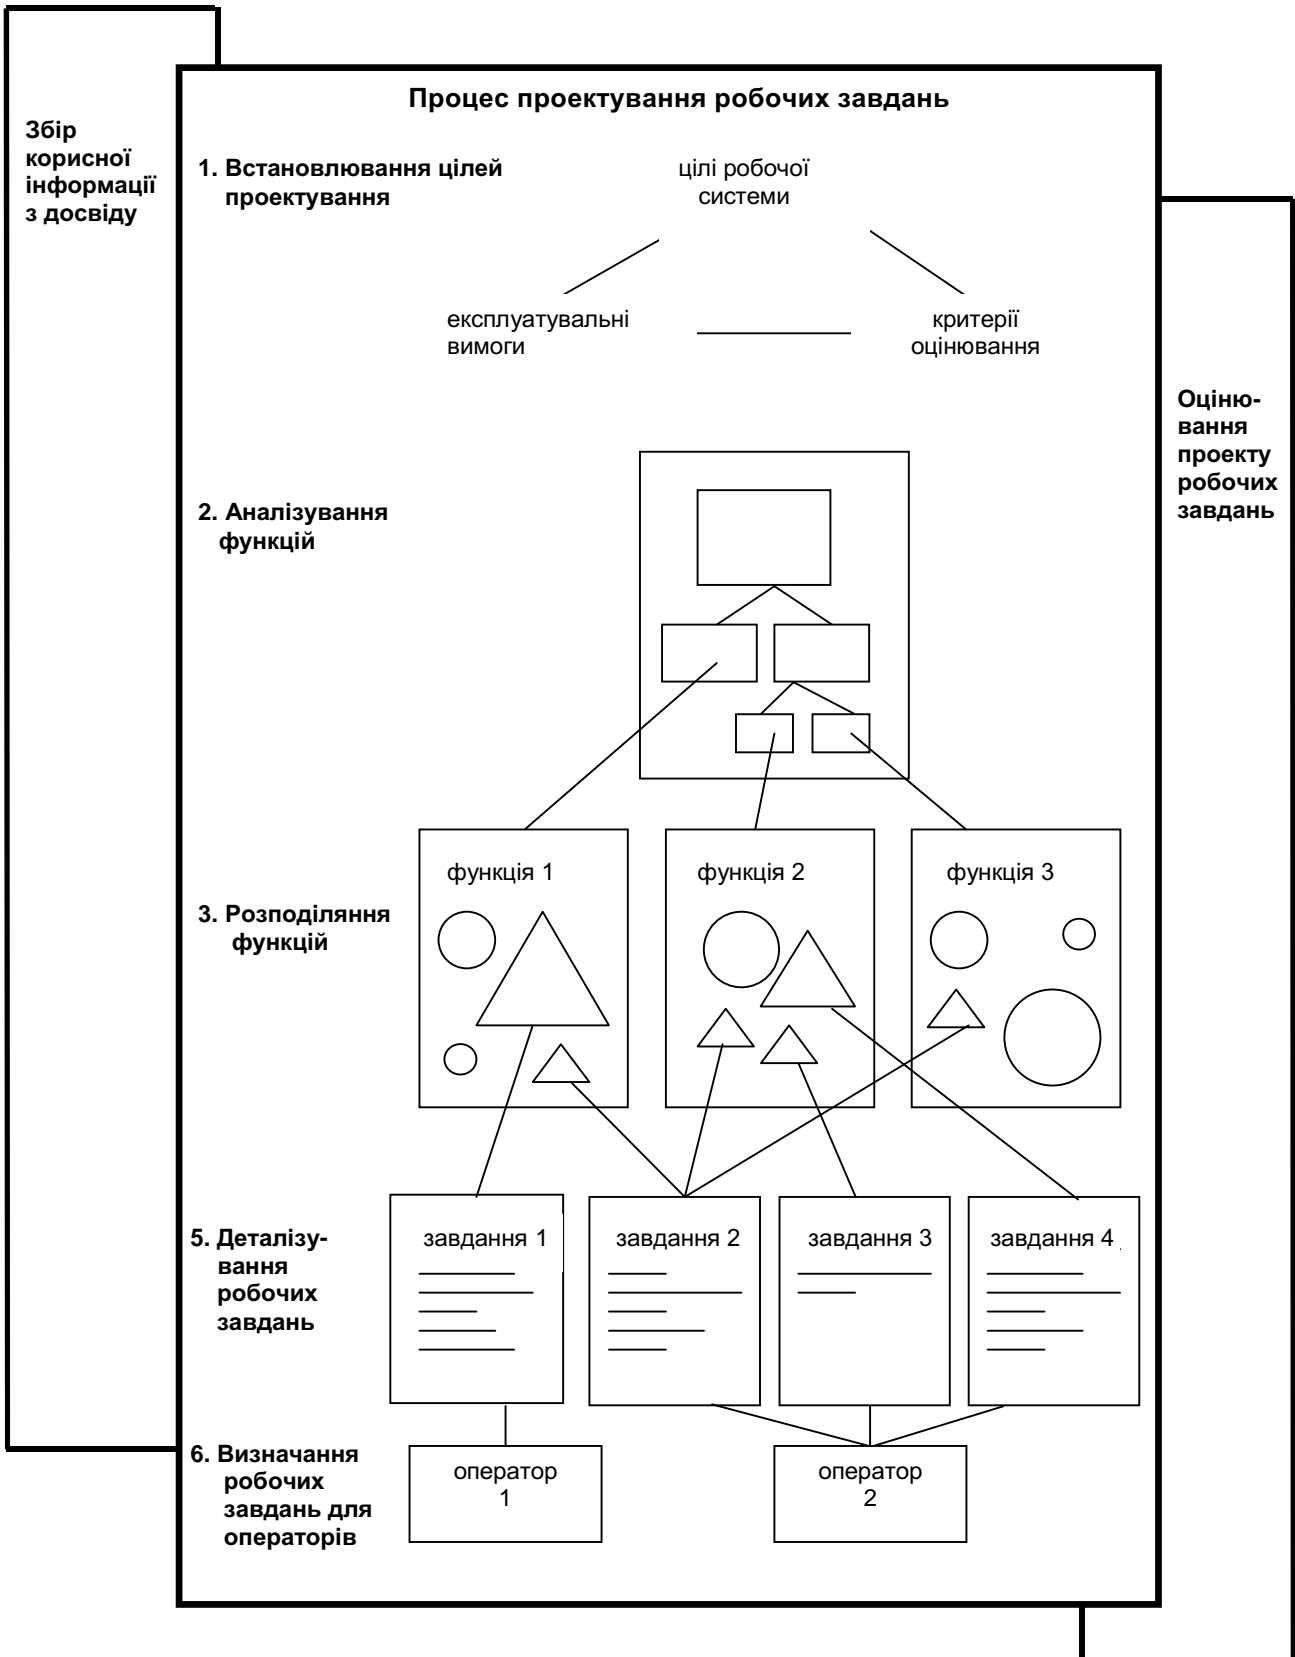 Процес проектування робочих завдань
Збір
корисної
інформації
з досвіду
1. Встановлювання цілей
проектування
цілі робочої
системи
експлуатувальні
вимоги
критерії
оцінювання
Оціню-
вання
проекту
робочих
завдань
2. Аналізування
функцій
3. Розподіляння
функцій
функція 1
функція 2
функція 3
5. Деталізу-
вання
робочих
завдань
завдання 1
завдання 2
завдання 3
завдання 4
6. Визначання
робочих
завдань для
операторів
оператор
1
оператор
2